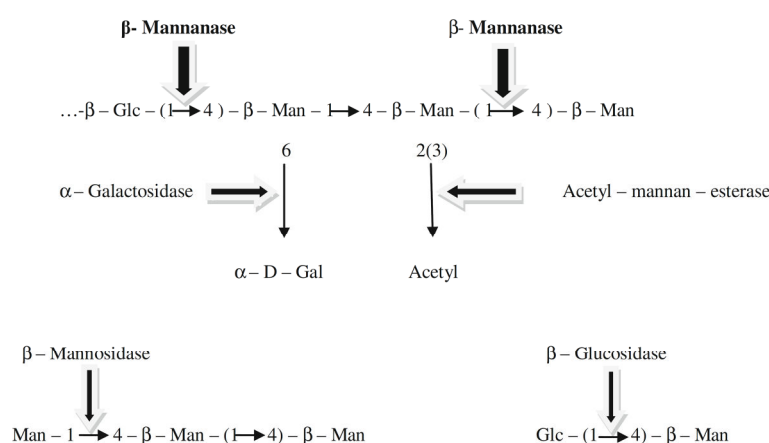 β- Mannanase β- Mannanase
...-β – Glc – (1 → 4 ) – β – Man – 1 → 4 – β – Man – ( 1 → 4) – β – Man
6 2(3)
α – Galactosidase Acetyl – mannan – esterase
α – D – Gal Acetyl
β – Mannosidase β – Glucosidase
Man – 1 → 4 – β – Man – (1 → 4) – β – Man Glc – (1 → 4) – β – Man